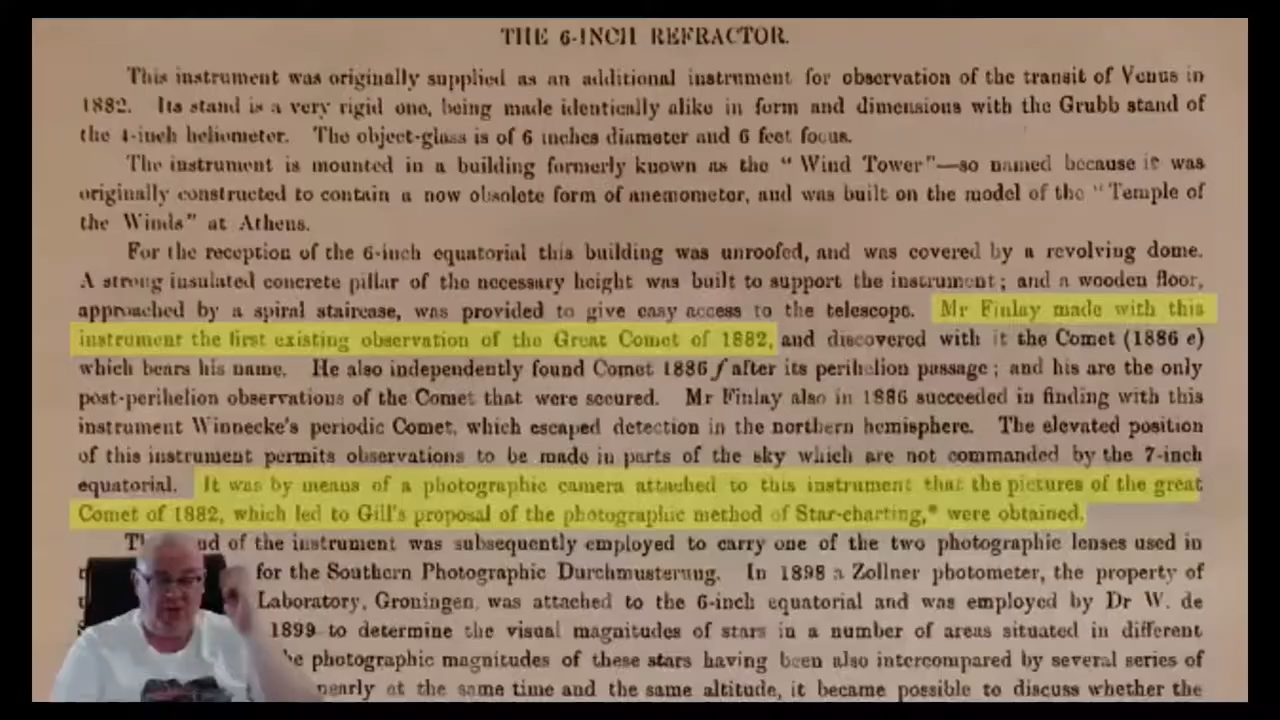 THE 6-INCH REFRACTOR.
This instrument was originally supplied as an additional instrument for observation of the transit of Venus in
1882. Its stand is a very rigid one, being made identically alike in form and dimensions with the Grubb stand of
the 4-inch heliometer. The object-glass is of 6 inches diameter and 6 feet focus.
The instrument is mounted in a building formerly known as the "Wind Tower"—so named because it was
originally constructed to contain a now obsolete form of anemometer, and was built on the model of the "Temple of
the Winds" at Athens.
For the reception of the 6-inch equatorial this building was unroofed, and was covered by a revolving dome.
A strong insulated concrete pillar of the necessary height was built to support the instrument; and a wooden floor,
approached by a spiral staircase, was provided to give easy access to the telescope. Mr Finlay made with this
instrument the first existing observation of the Great Comet of 1882, and discovered with it the Comet (1886 e)
which bears his name. He also independently found Comet 1886 f after its perihelion passage; and his are the only
post-perihelion observations of the Comet that were secured. Mr Finlay also in 1886 succeeded in finding with this
instrument Winnecke's periodic Comet, which escaped detection in the northern hemisphere. The elevated position
of this instrument permits observations to be made in parts of the sky which are not commanded by the 7-inch
equatorial. It was by means of a photographic camera attached to this instrument that the pictures of the great
Comet of 1882, which led to Gill's proposal of the photographic method of Star-charting,* were obtained.
of the instrument was subsequently employed to carry one of the two photographic lenses used in
for the Southern Photographic Durchmusterung. In 1898 a Zollner photometer, the property of
Laboratory, Groningen, was attached to the 6-inch equatorial and was employed by Dr W. de
1899 to determine the visual magnitudes of stars in a number of areas situated in different
photographic magnitudes of these stars having been also intercompared by several series of
nearly at the same time and the same altitude, it became possible to discuss whether the